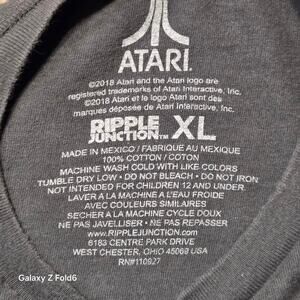 ATARI
©2018 Atari and the Atari logo are
registered trademarks of Atari Interactive, Inc.
©2018 Atari et le logo Atari sont des
marques déposée de Atari Interactive, Inc.
RIPPLE
JUNCTION™ XL
MADE IN MEXICO / FABRIQUE AU MEXIQUE
100% COTTON / COTON
MACHINE WASH COLD WITH LIKE COLORS
TUMBLE DRY LOW • DO NOT BLEACH • DO NOT IRON
NOT INTENDED FOR CHILDREN 12 AND UNDER.
LAVER A LA MACHINE A L'EAU FROIDE
AVEC COULEURS SIMILAIRES
SECHER A LA MACHINE CYCLE DOUX
NE PAS JAVELLISER • NE PAS REPASSER
WWW.RIPPLEJUNCTION.COM
6183 CENTRE PARK DRIVE
WEST CHESTER, OHIO 45069 USA
RN#110927
Galaxy Z Fold6